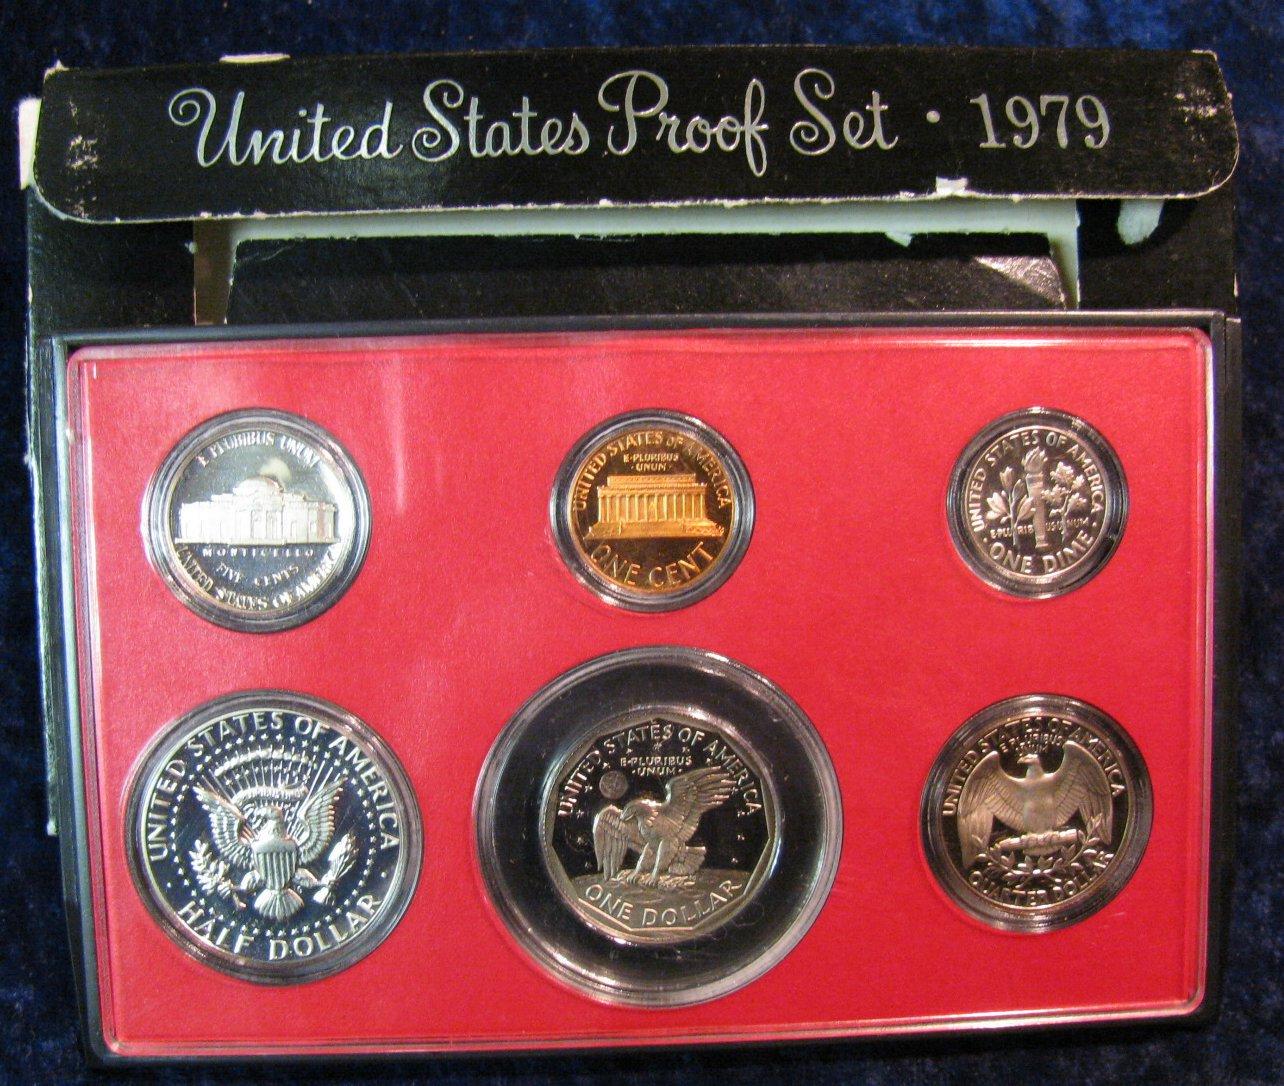 United States Proof Set · 1979
E PLURIBUS UNUM
MONTICELLO
FIVE CENTS
UNITED STATES OF AMERICA
UNITED STATES OF AMERICA
E·PLURIBUS
·UNUM·
ONE CENT
UNITED STATES OF AMERICA
E·PLURIBUS UNUM
·ONE DIME·
UNITED STATES OF AMERICA
·HALF DOLLAR·
UNITED STATES OF AMERICA
E·PLURIBUS
·UNUM·
ONE DOLLAR
UNITED STATES OF AMERICA
E PLURIBUS
UNUM
QUARTER DOLLAR